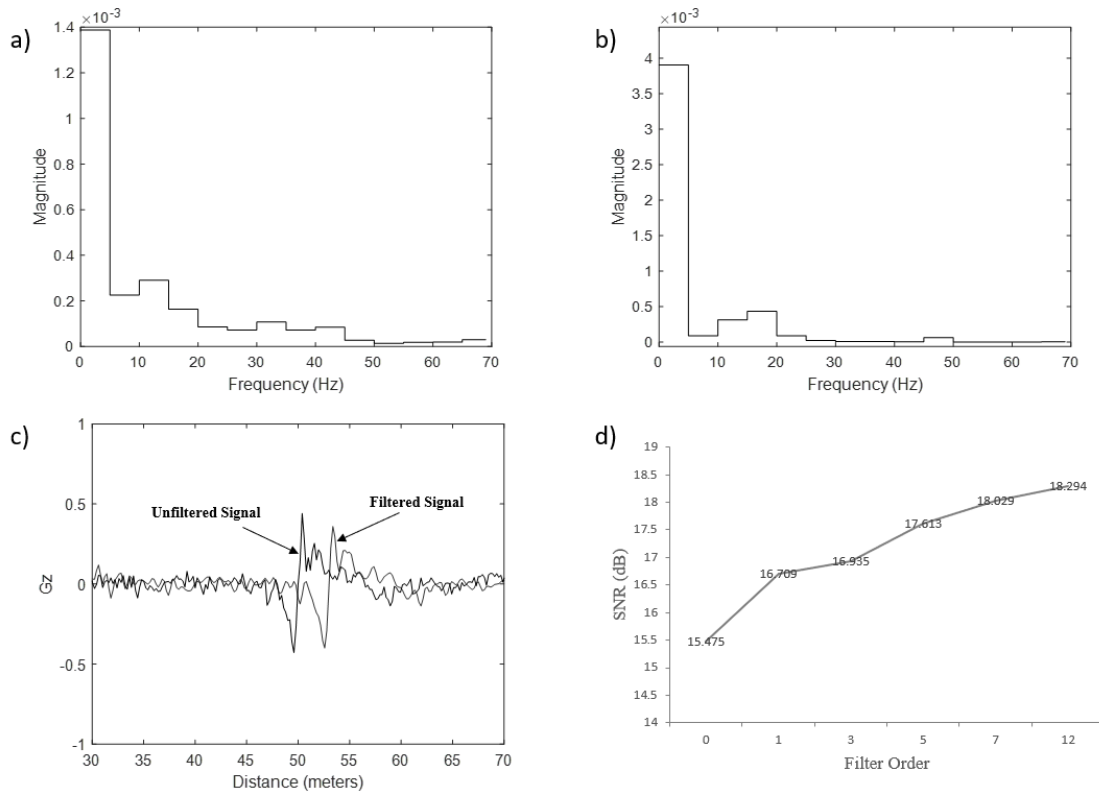 a)
×10⁻³
1.4
1.2
1
0.8
0.6
0.4
0.2
0
Magnitude
0 10 20 30 40 50 60 70
Frequency (Hz)
b)
×10⁻³
4
3.5
3
2.5
2
1.5
1
0.5
0
Magnitude
0 10 20 30 40 50 60 70
Frequency (Hz)
c)
1
0.5
0
-0.5
-1
Gz
Unfiltered Signal
Filtered Signal
30 35 40 45 50 55 60 65 70
Distance (meters)
d)
19
18.5
18
17.5
17
16.5
16
15.5
15
14.5
14
SNR (dB)
15.475
16.709
16.935
17.613
18.029
18.294
0 1 3 5 7 12
Filter Order